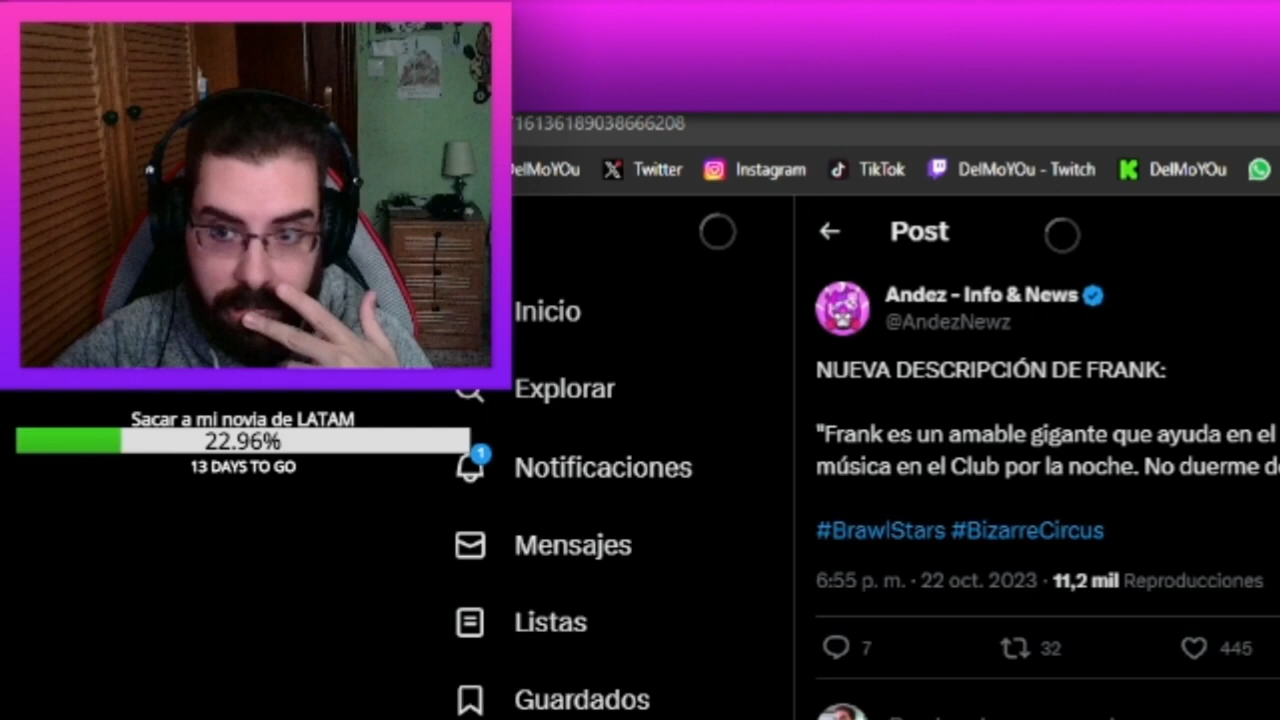 716136189038666208
DelMoYOu
Twitter
Instagram
TikTok
DelMoYOu - Twitch
DelMoYOu
Post
Andez - Info & News
@AndezNewz
NUEVA DESCRIPCIÓN DE FRANK:
"Frank es un amable gigante que ayuda en el
música en el Club por la noche. No duerme
#BrawlStars #BizarreCircus
6:55 p. m. · 22 oct. 2023 · 11,2 mil Reproducciones
7
32
445
Inicio
Explorar
1
Notificaciones
Mensajes
Listas
Guardados
Sacar a mi novia de LATAM
22.96%
13 DAYS TO GO